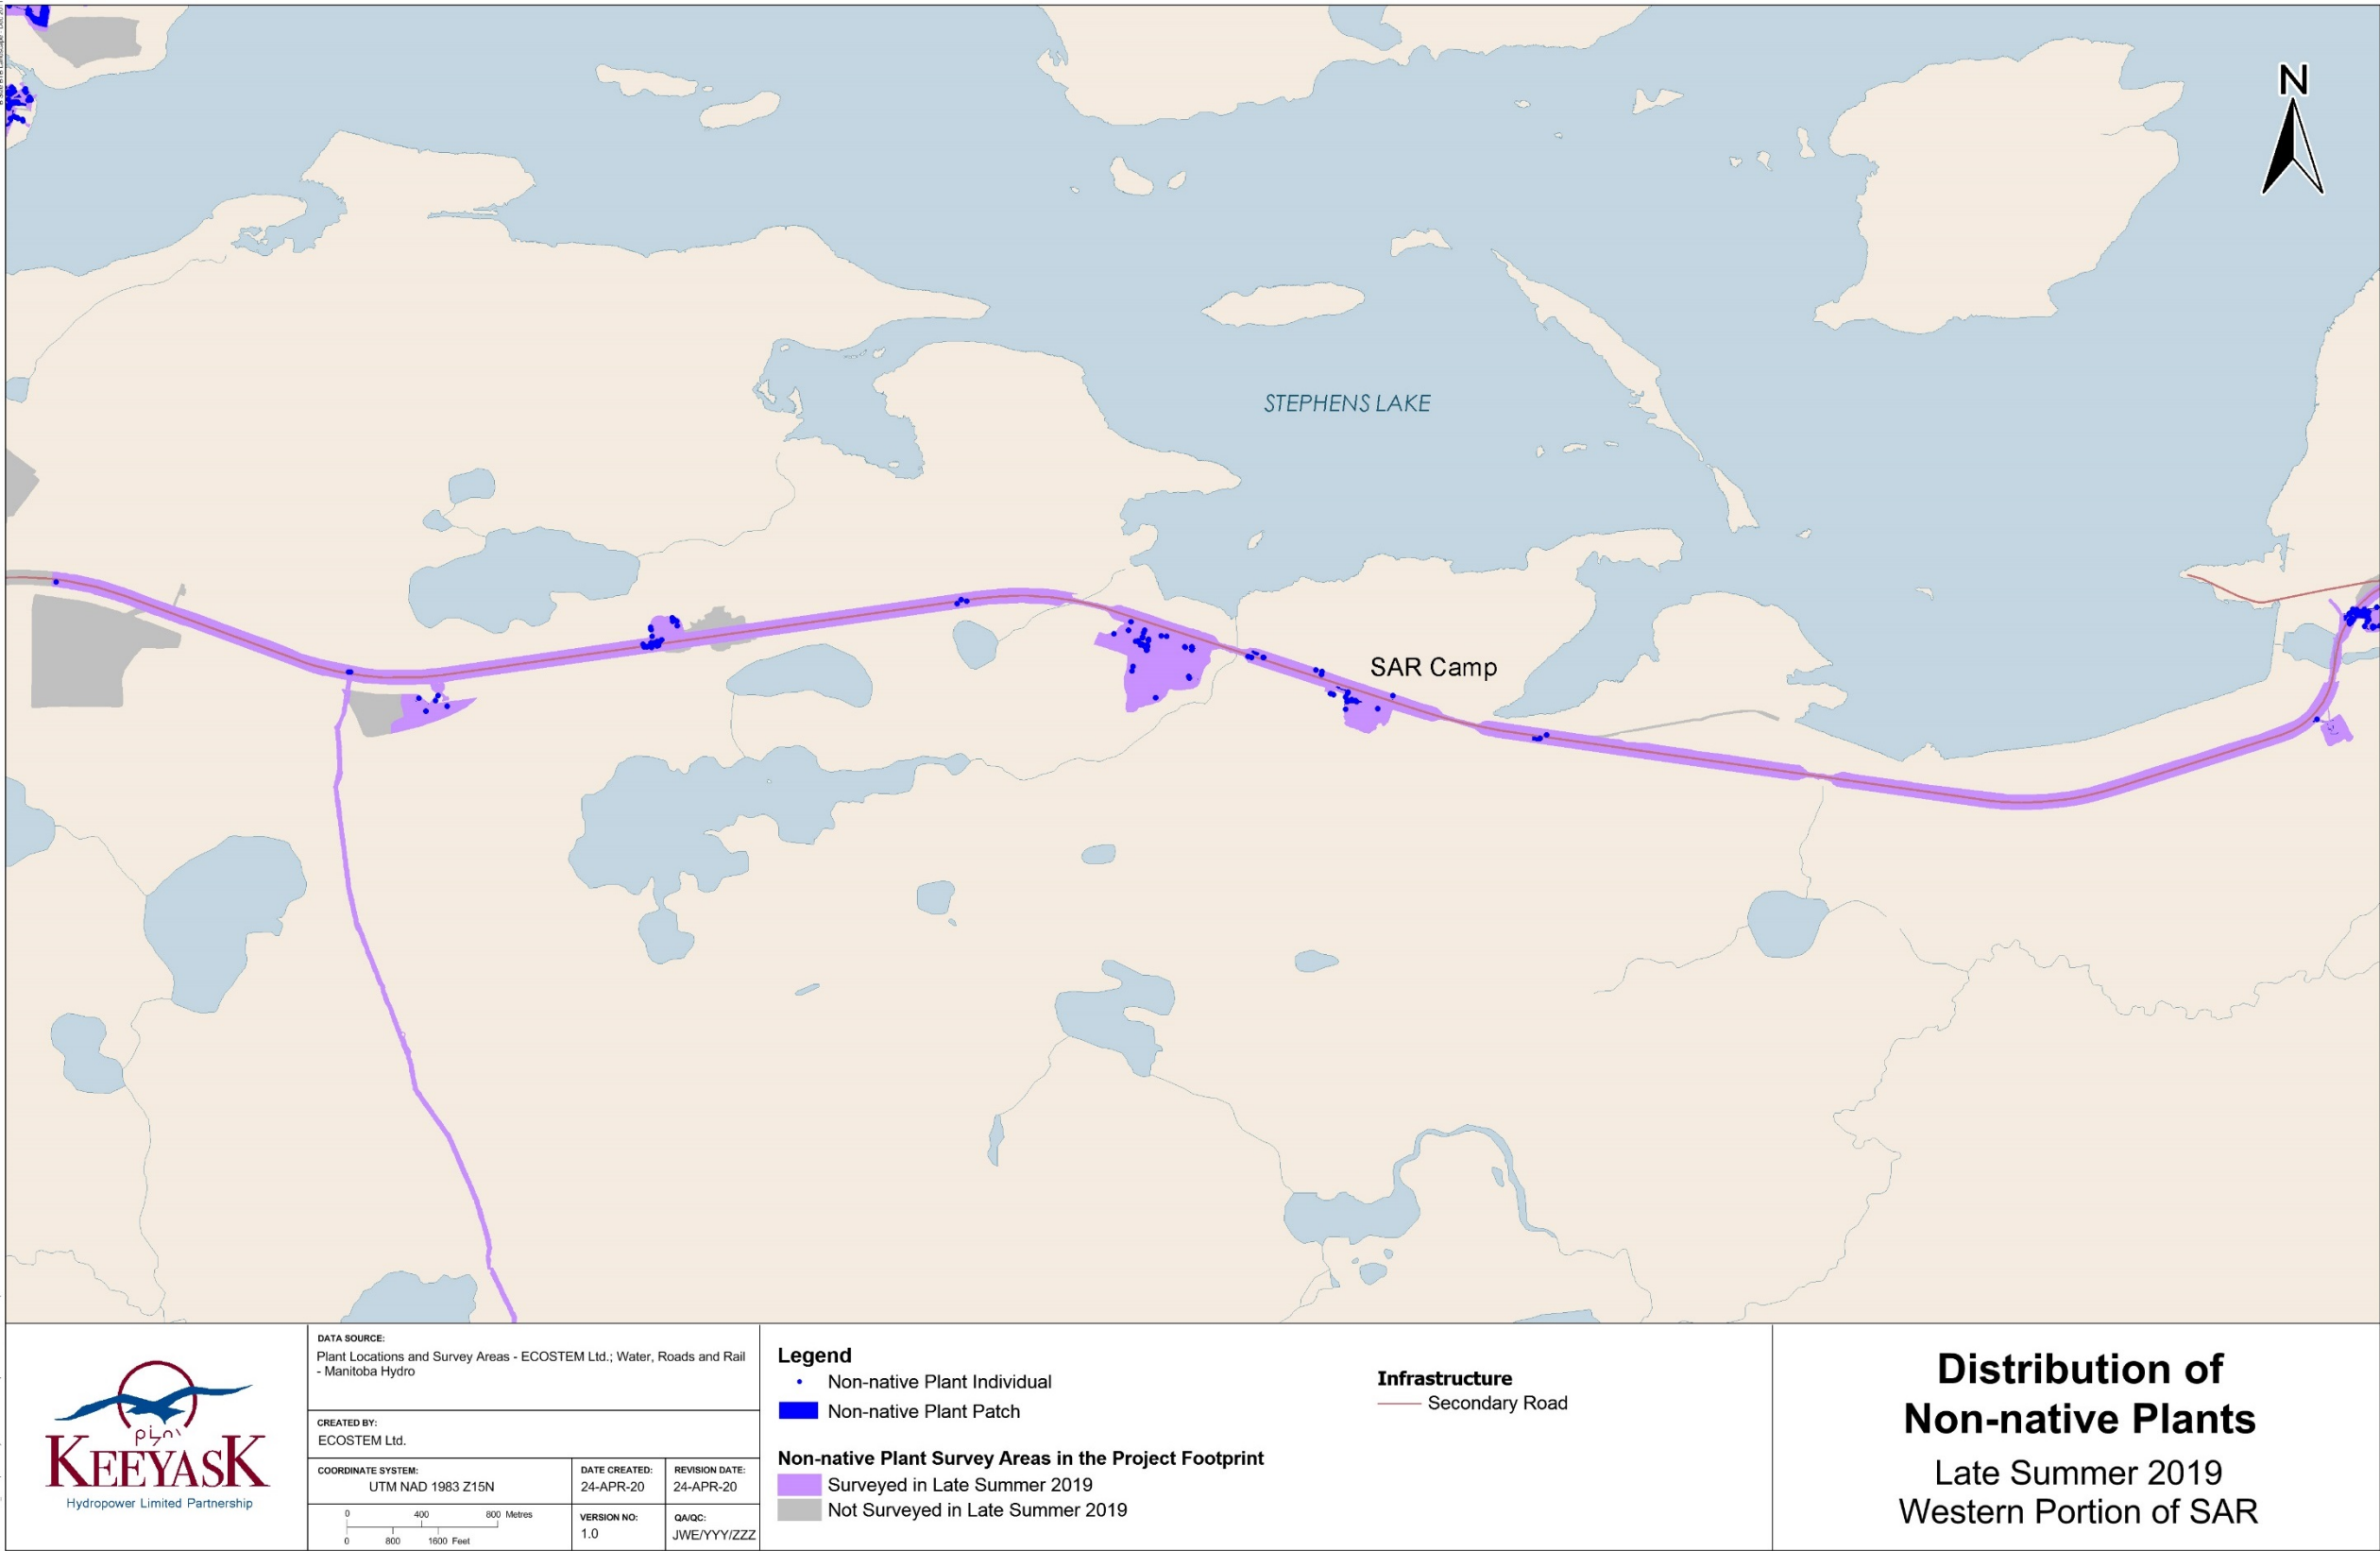 N
STEPHENS LAKE
SAR Camp
KEEYASK
Hydropower Limited Partnership
DATA SOURCE:
Plant Locations and Survey Areas - ECOSTEM Ltd.; Water, Roads and Rail
- Manitoba Hydro
CREATED BY:
ECOSTEM Ltd.
COORDINATE SYSTEM:
UTM NAD 1983 Z15N
DATE CREATED:
24-APR-20
REVISION DATE:
24-APR-20
0 400 800 Metres
0 800 1600 Feet
VERSION NO:
1.0
QA/QC:
JWE/YYY/ZZZ
Legend
Non-native Plant Individual
Non-native Plant Patch
Non-native Plant Survey Areas in the Project Footprint
Surveyed in Late Summer 2019
Not Surveyed in Late Summer 2019
Infrastructure
Secondary Road
Distribution of
Non-native Plants
Late Summer 2019
Western Portion of SAR